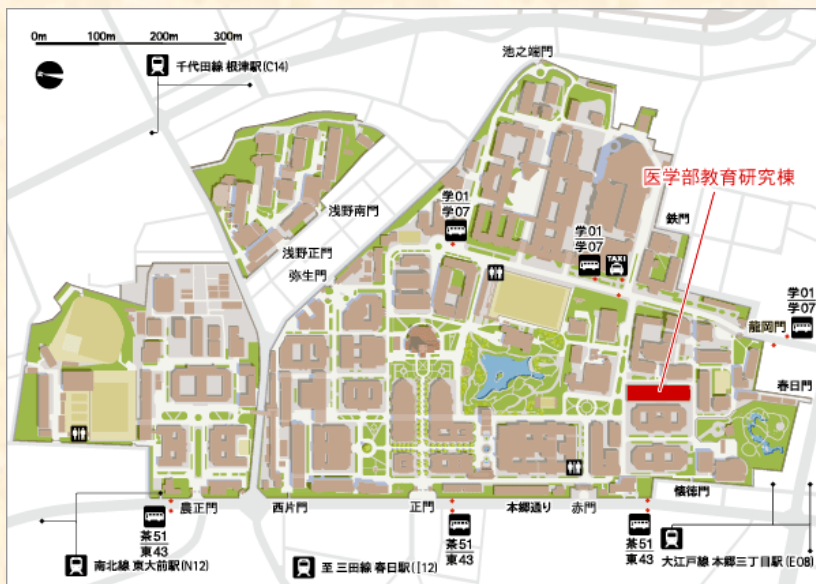 0m 100m 200m 300m
千代田線 根津駅(C14)
池之端門
医学部教育研究棟
浅野南門
学01
学07
鉄門
浅野正門
学01
学07
TAXI
弥生門
学01
学07
龍岡門
春日門
懐徳門
農正門
西片門
正門
本郷通り
赤門
茶51
東43
茶51
東43
茶51
東43
南北線 東大前駅(N12)
至 三田線 春日駅(I12)
大江戸線 本郷三丁目駅(E08)